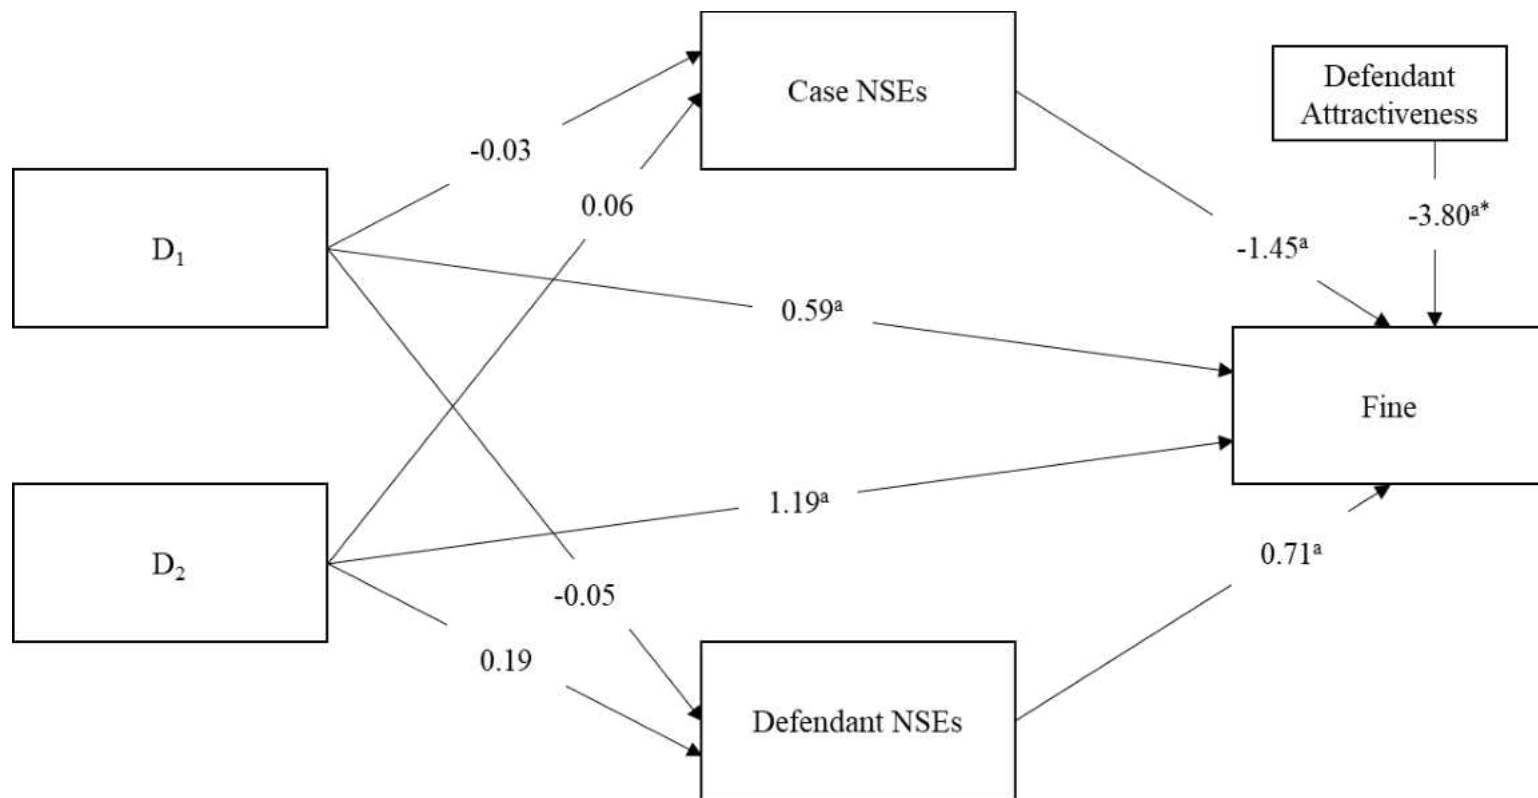 Case NSEs
Defendant
Attractiveness
-0.03
0.06
-3.80ᵃ*
D₁
-1.45ᵃ
0.59ᵃ
Fine
1.19ᵃ
0.71ᵃ
D₂
-0.05
0.19
Defendant NSEs